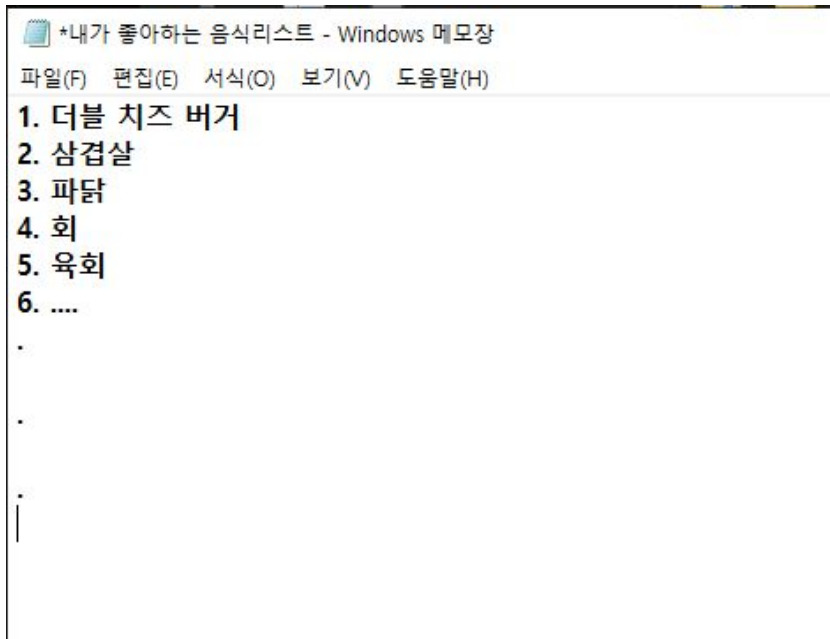 *내가 좋아하는 음식리스트 - Windows 메모장
파일(F) 편집(E) 서식(O) 보기(V) 도움말(H)
1. 더블 치즈 버거
2. 삼겹살
3. 파닭
4. 회
5. 육회
6. ....
.
.
.